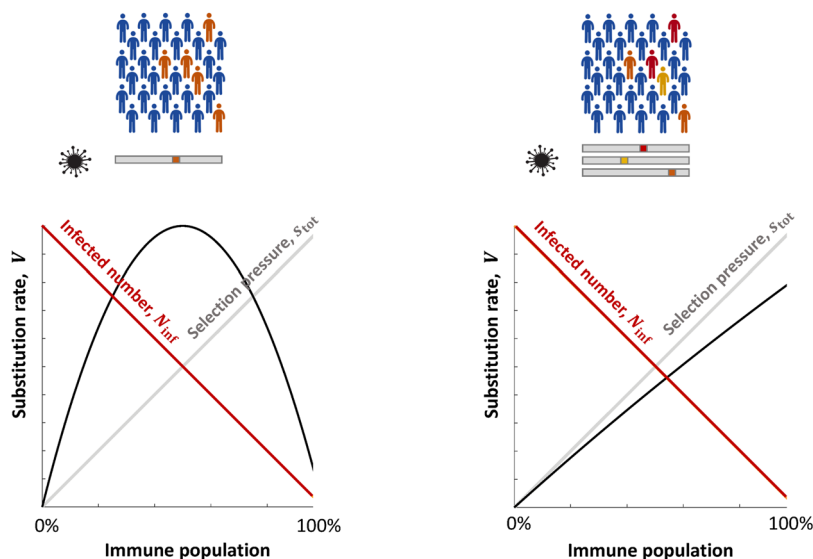 Substitution rate, V
Infected number, Ninf
Selection pressure, stot
0%
100%
Immune population
Substitution rate, V
Infected number, Ninf
Selection pressure, stot
0%
100%
Immune population